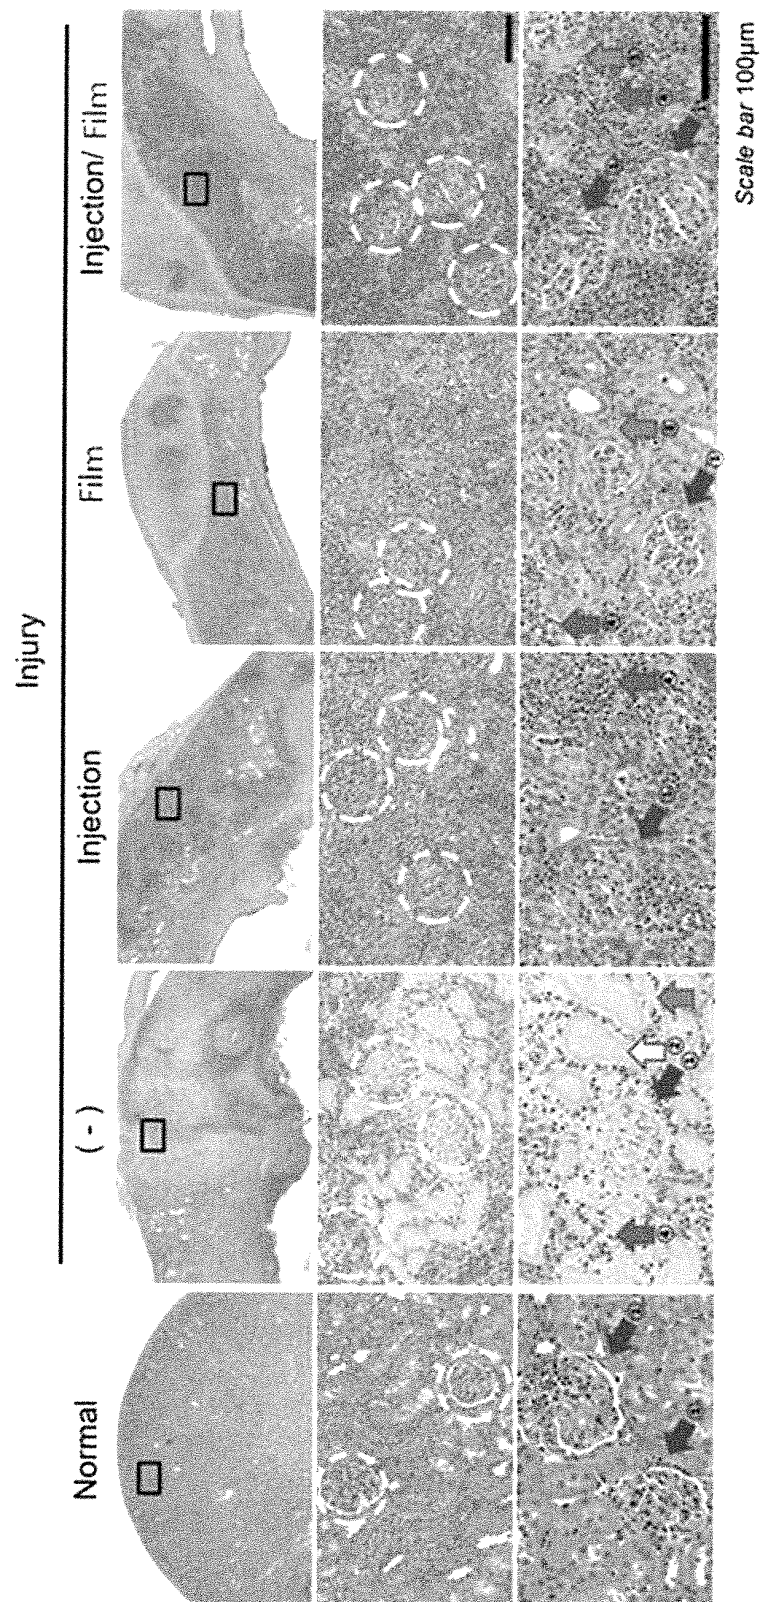 Injury
Normal
( - )
Injection
Film
Injection/ Film
Scale bar 100μm